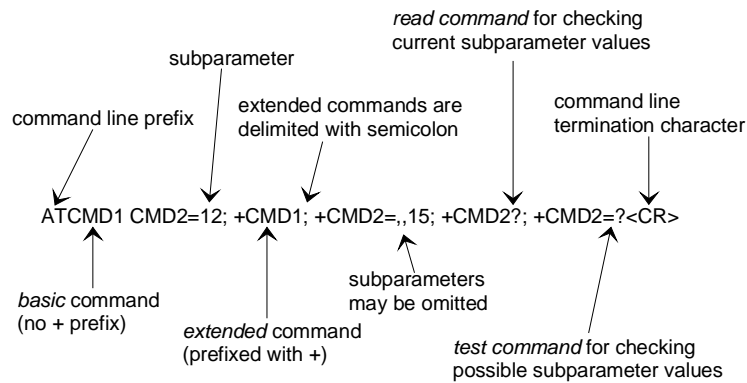 read command for checking
current subparameter values
subparameter
extended commands are
delimited with semicolon
command line
termination character
command line prefix
ATCMD1 CMD2=12; +CMD1; +CMD2=,,15; +CMD2?; +CMD2=?<CR>
subparameters
may be omitted
basic command
(no + prefix)
extended command
(prefixed with +)
test command for checking
possible subparameter values